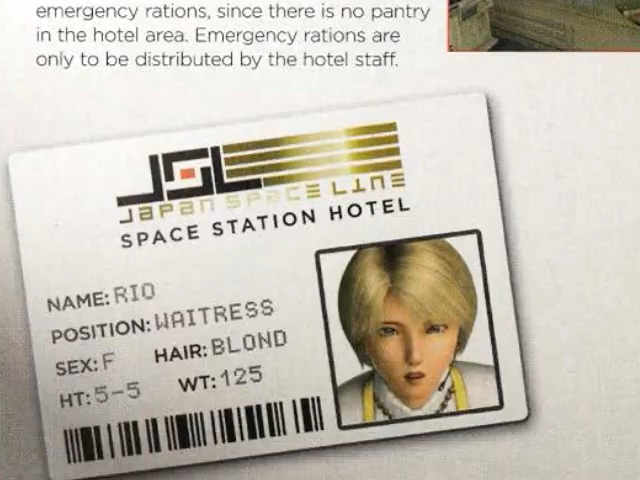 emergency rations, since there is no pantry
in the hotel area. Emergency rations are
only to be distributed by the hotel staff.
JSL
JAPAN SPACE LINE
SPACE STATION HOTEL
NAME: RIO
POSITION: WAITRESS
SEX: F HAIR: BLOND
HT: 5-5 WT: 125